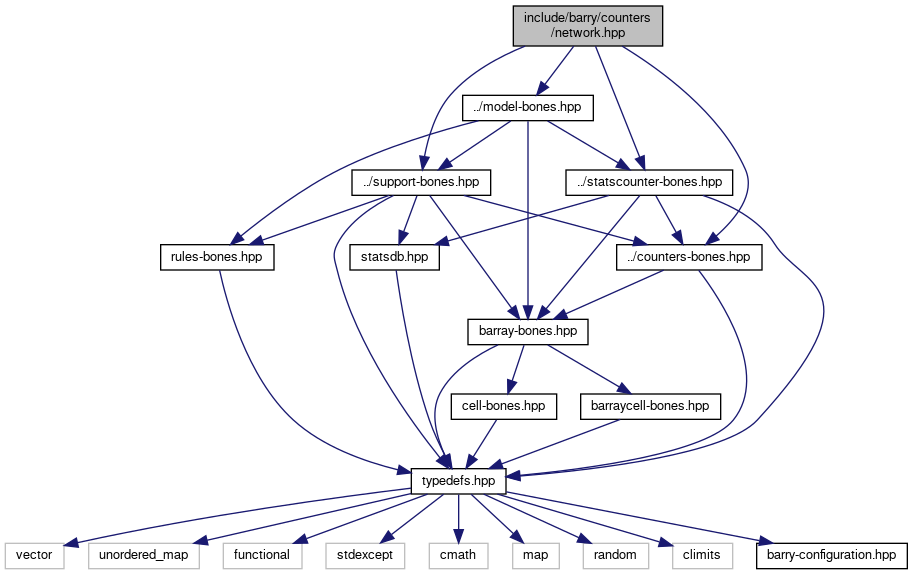 include/barry/counters
/network.hpp
../model-bones.hpp
../support-bones.hpp
../statscounter-bones.hpp
rules-bones.hpp
statsdb.hpp
../counters-bones.hpp
barray-bones.hpp
cell-bones.hpp
barraycell-bones.hpp
typedefs.hpp
vector
unordered_map
functional
stdexcept
cmath
map
random
climits
barry-configuration.hpp